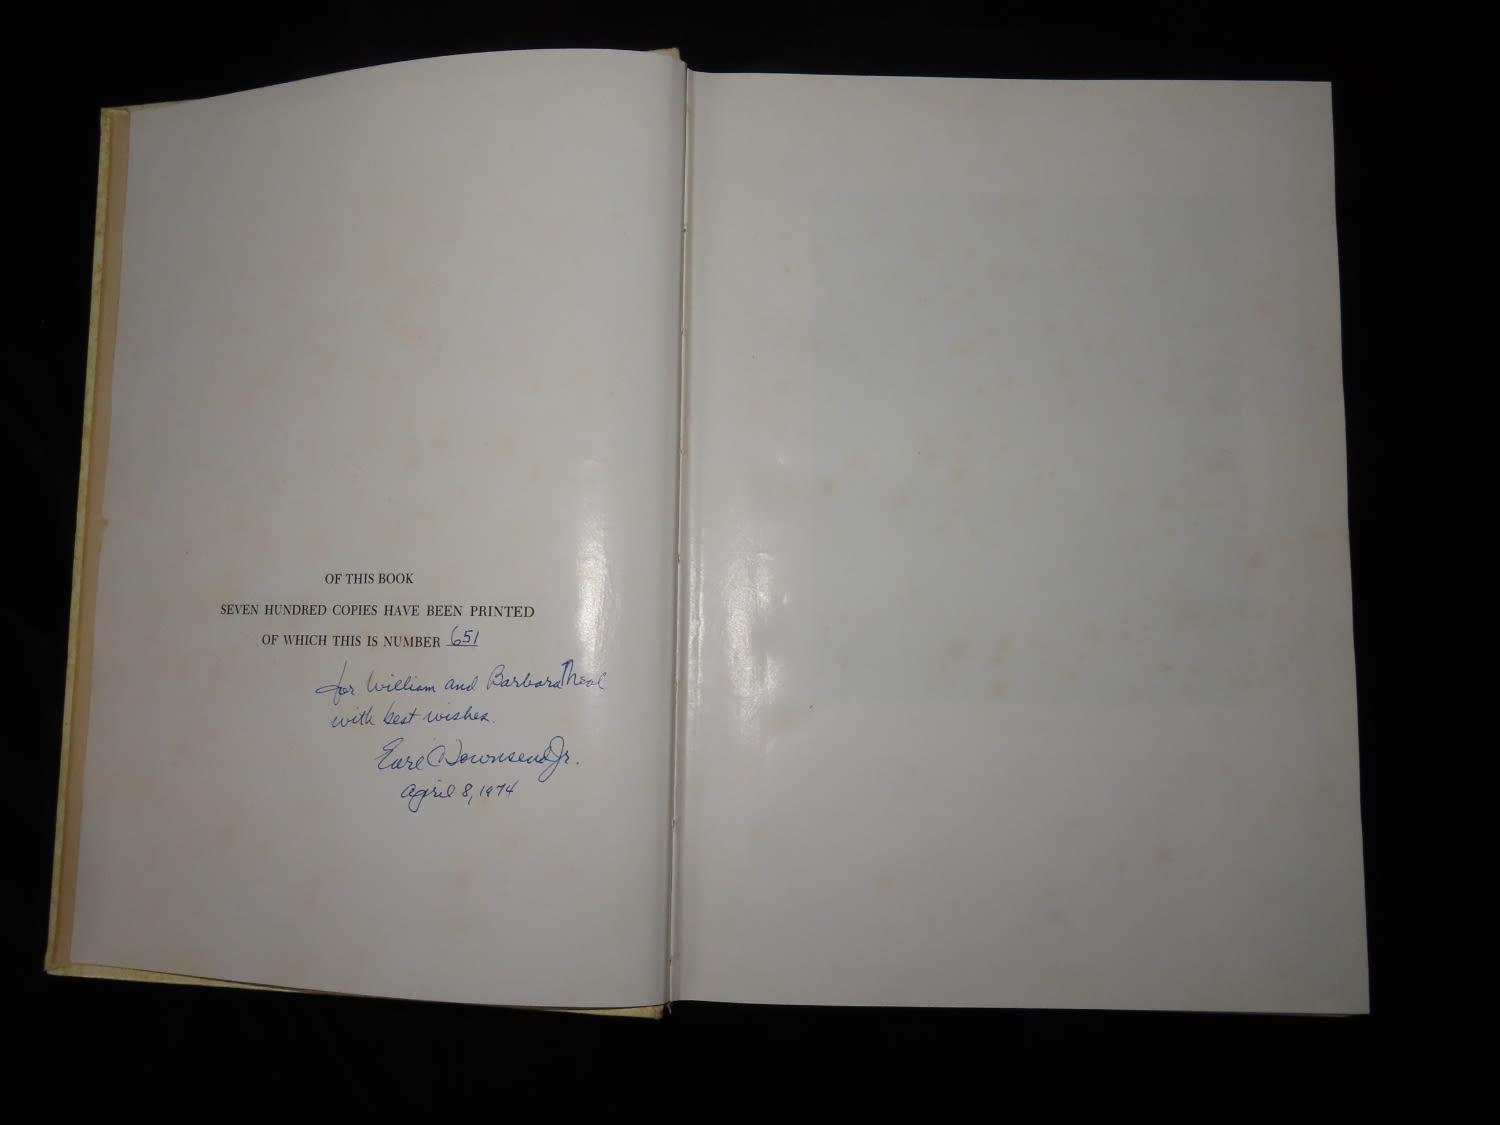 OF THIS BOOK
SEVEN HUNDRED COPIES HAVE BEEN PRINTED
OF WHICH THIS IS NUMBER 651
for William and Barbara
with best wishes.
Earl C Townsend Jr.
April 8, 1974